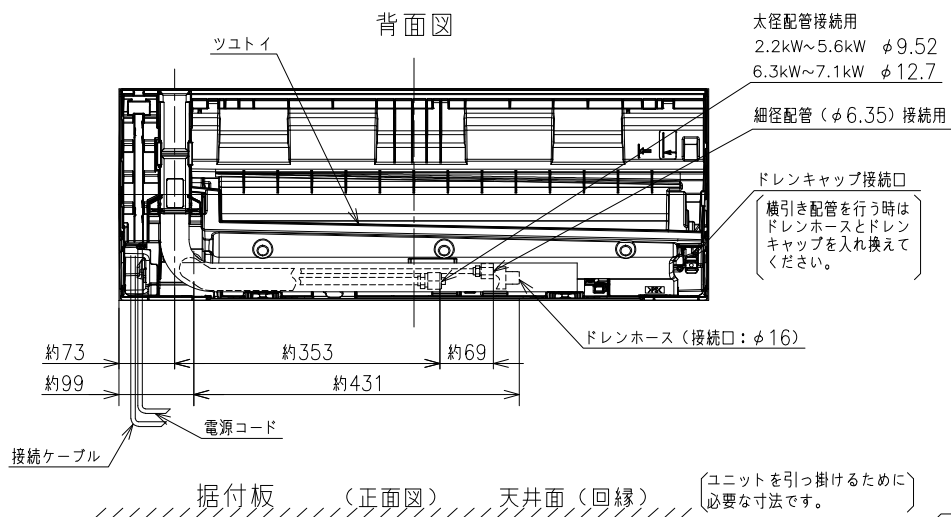 背面図
ツユトイ
太径配管接続用
2.2kW~5.6kW φ9.52
6.3kW~7.1kW φ12.7
細径配管（φ6.35）接続用
ドレンキャップ接続口
横引き配管を行う時は
ドレンホースとドレン
キャップを入れ換えて
ください。
ドレンホース（接続口：φ16）
約73
約353
約69
約99
約431
電源コード
接続ケーブル
据付板 （正面図） 天井面（回縁）
ユニットを引っ掛けるために
必要な寸法です。